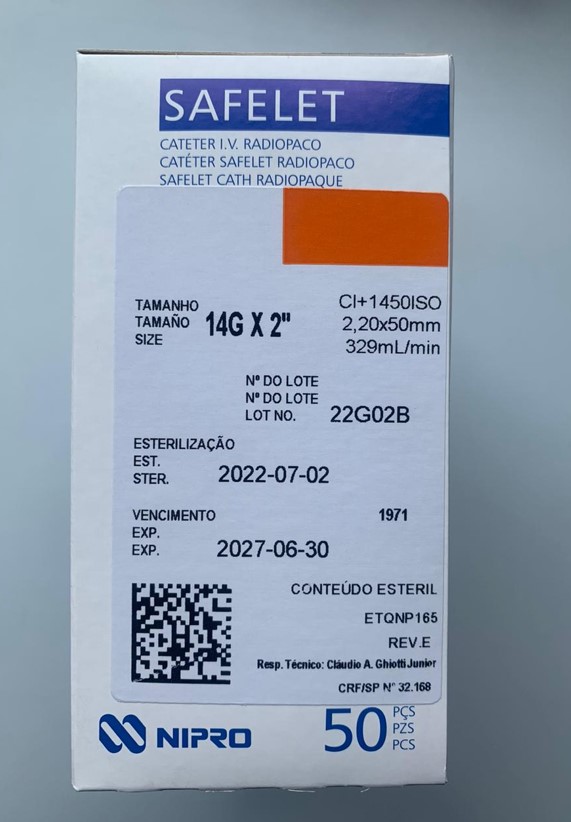 SAFELET
CATETER I.V. RADIOPACO
CATÉTER SAFELET RADIOPACO
SAFELET CATH RADIOPAQUE
TAMANHO
TAMAÑO
SIZE
14G X 2"
CI+1450ISO
2,20x50mm
329mL/min
Nº DO LOTE
Nº DO LOTE
LOT NO.
22G02B
ESTERILIZAÇÃO
EST.
STER.
2022-07-02
VENCIMENTO
EXP.
EXP.
1971
2027-06-30
CONTEÚDO ESTERIL
ETQNP165
REV.E
Resp. Técnico: Cláudio A. Ghiotti Junior
CRF/SP Nº 32.168
NIPRO
50
PÇS
PZS
PCS